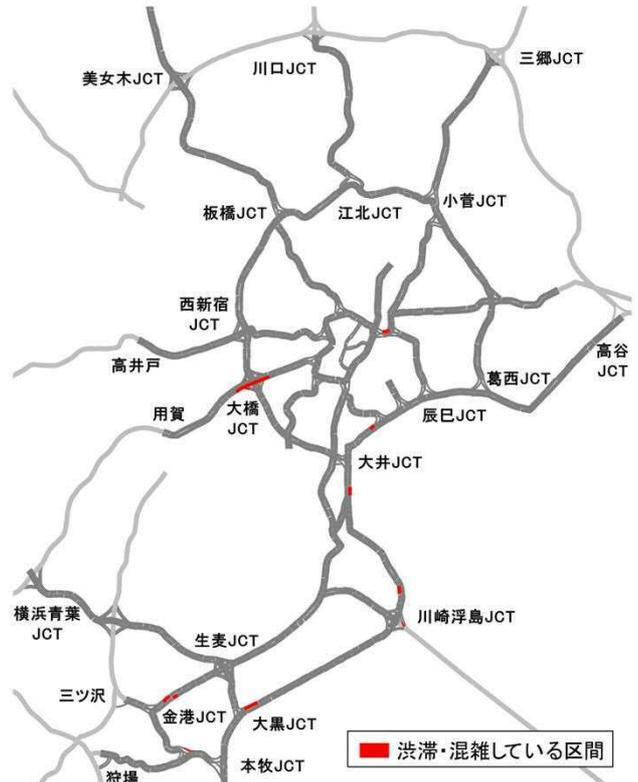 三郷JCT
川口JCT
美女木JCT
板橋JCT
江北JCT
小菅JCT
西新宿
JCT
高井戸
高谷
JCT
葛西JCT
用賀
大橋
JCT
辰巳JCT
大井JCT
横浜青葉
JCT
川崎浮島JCT
生麦JCT
三ツ沢
金港JCT
大黒JCT
本牧JCT
狩場
渋滞・混雑している区間